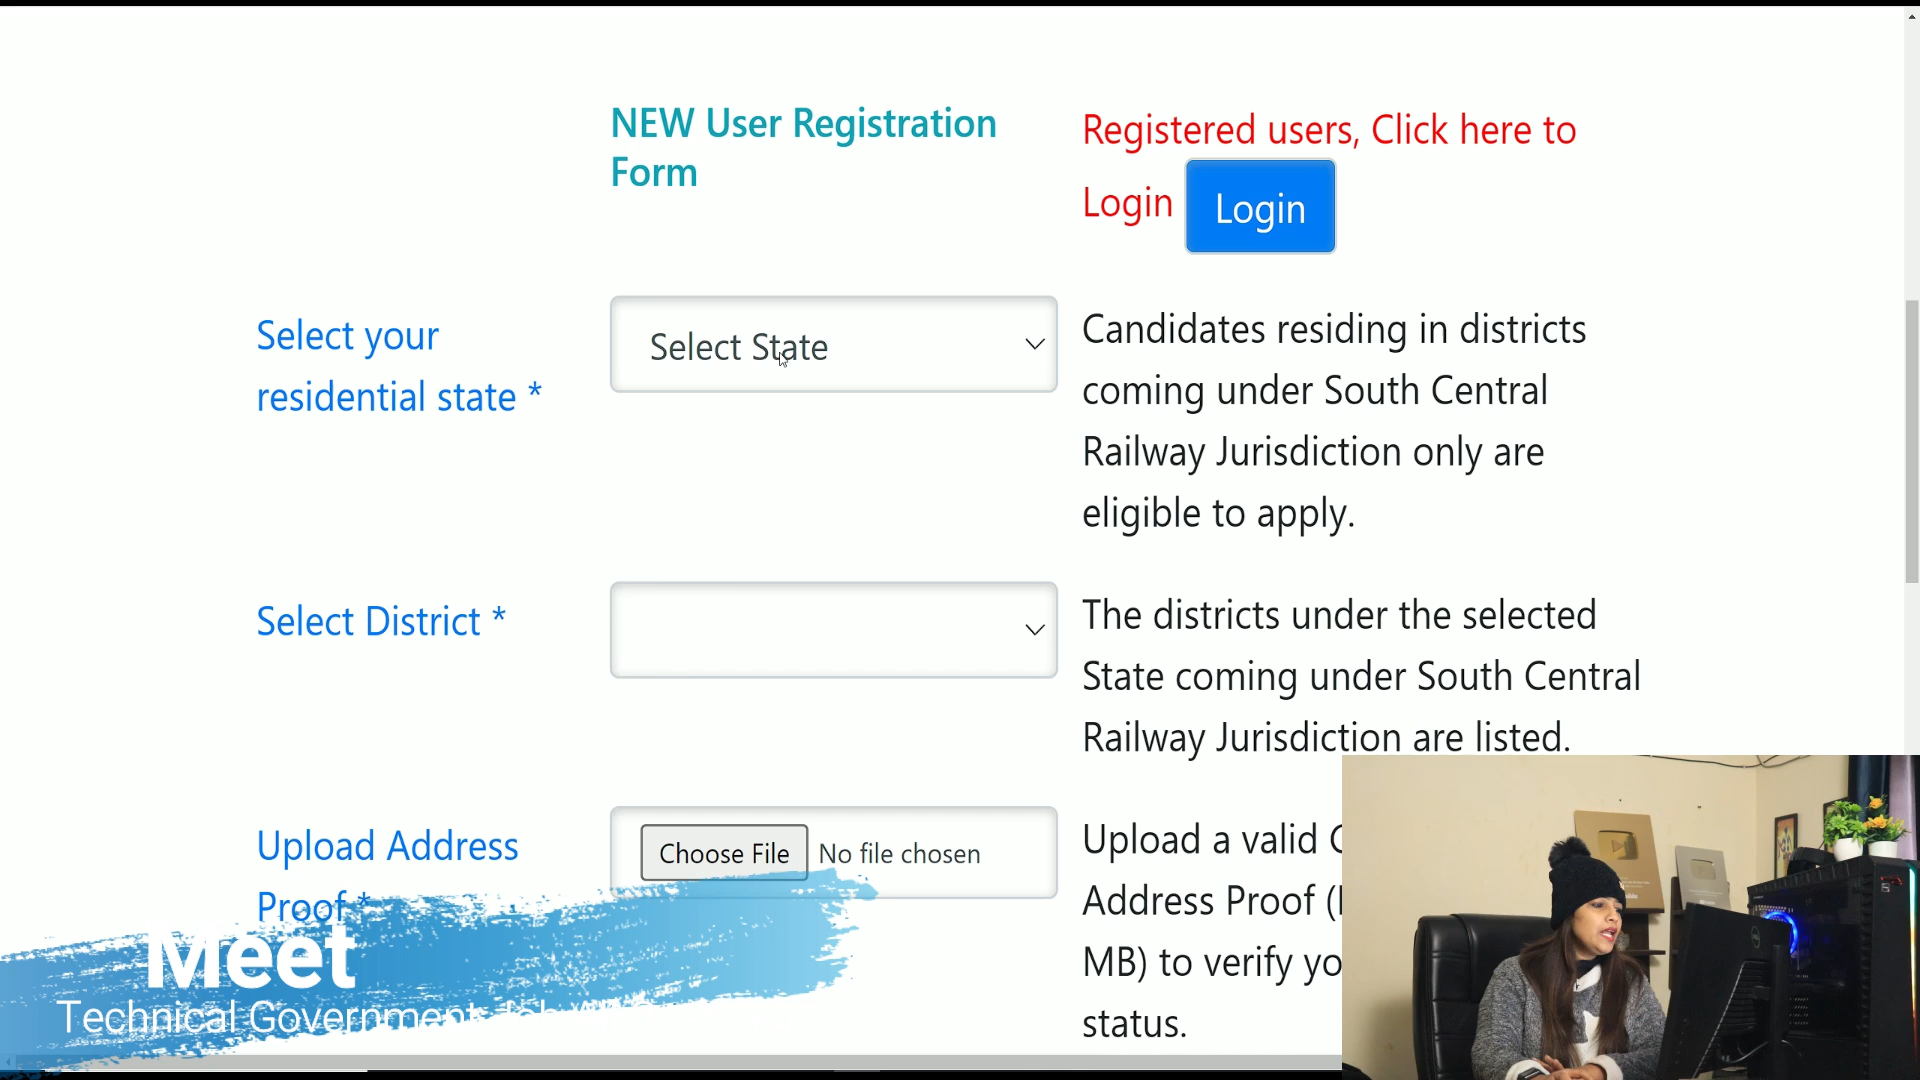 NEW User Registration
Form
Registered users, Click here to
Login
Login
Select your
residential state *
Select State
Candidates residing in districts
coming under South Central
Railway Jurisdiction only are
eligible to apply.
Select District *
The districts under the selected
State coming under South Central
Railway Jurisdiction are listed.
Upload Address
Proof *
Choose File
No file chosen
Upload a valid
Address Proof
MB) to verify
status.
Meet
Technical Government